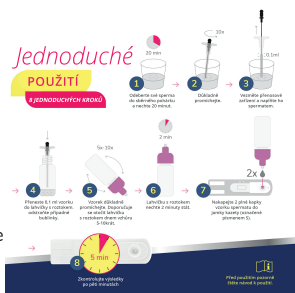 Jednoduché
POUŽITÍ
8 JEDNODUCHÝCH KROKŮ
20 min
10x
0.1ml
1
2
3
Odeberte své sperma
do sběrného pohárku
a nechte 20 minut.
Důkladně
promíchejte.
Vezměte přenosové
zařízení a naplňte ho
spermatem.
5x-10x
2 min
2x
4
5
6
7
Přeneste 0,1 ml vzorku
do lahvičky s roztokem.
odstraňte případné
bublinky.
Vzorek důkladně
promíchejte. Doporučuje
se otočit lahvičku
s roztokem dnem vzhůru
5-10krát.
Lahvičku s roztokem
nechte 2 minuty stát.
Nakapejte 2 plné kapky
vzorku spermatu do
jamky kazety (označené
písmenem S).
e
8
5 min
Zkontrolujte výsledky
po pěti minutách
Před použitím pozorně
čtěte návod k použití.